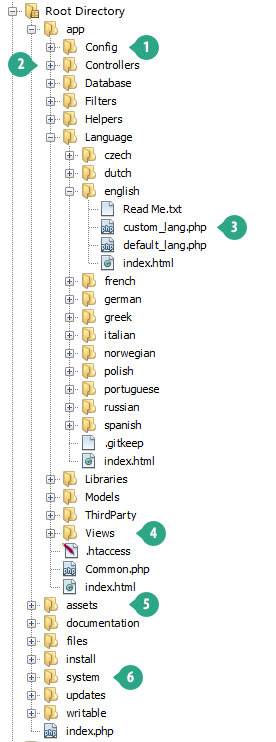 Root Directory
app
Config 1
2 Controllers
Database
Filters
Helpers
Language
czech
dutch
english
Read Me.txt
custom_lang.php 3
default_lang.php
index.html
french
german
greek
italian
norwegian
polish
portuguese
russian
spanish
.gitkeep
index.html
Libraries
Models
ThirdParty
Views 4
.htaccess
Common.php
index.html
assets 5
documentation
files
install
system 6
updates
writable
index.php